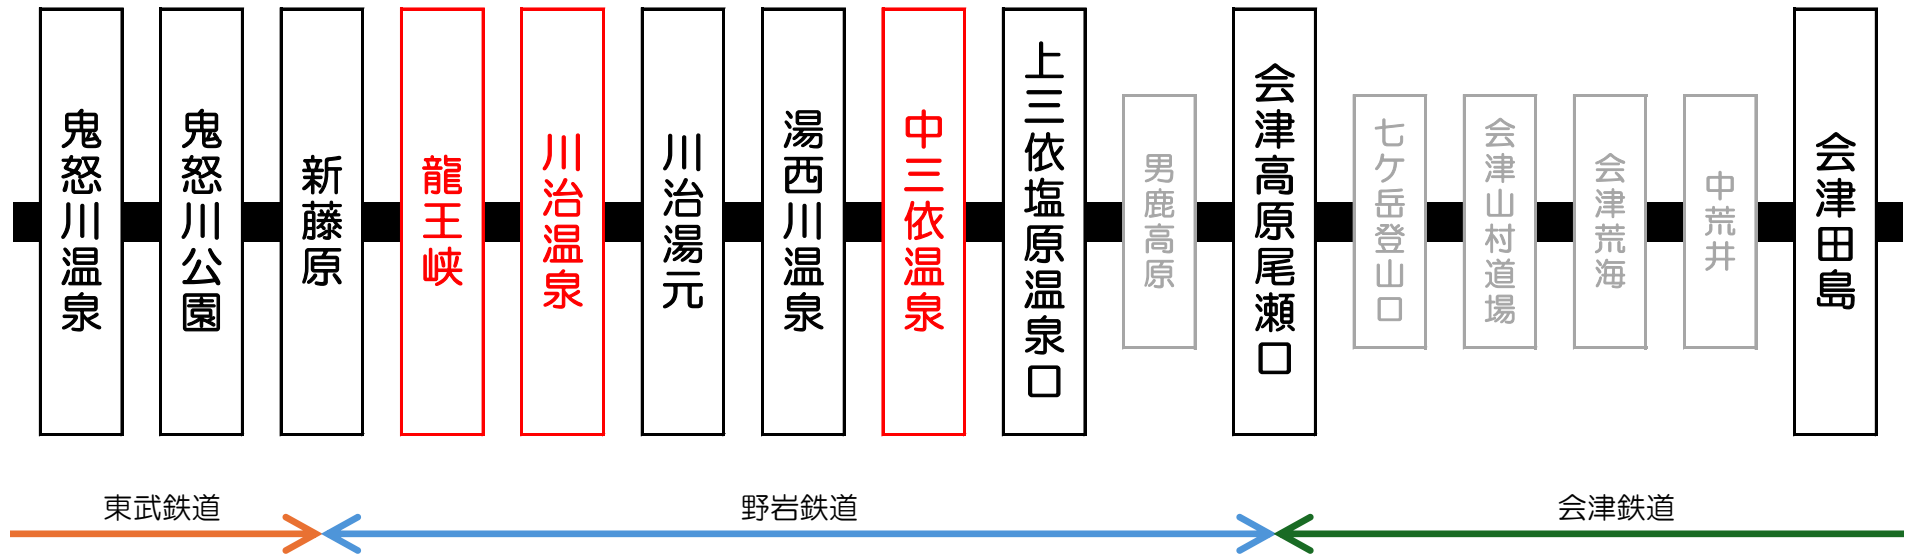 鬼怒川温泉
鬼怒川公園
新藤原
龍王峡
川治温泉
川治湯元
湯西川温泉
中三依温泉
上三依塩原温泉口
男鹿高原
会津高原尾瀬口
七ケ岳登山口
会津山村道場
会津荒海
中荒井
会津田島
東武鉄道
野岩鉄道
会津鉄道